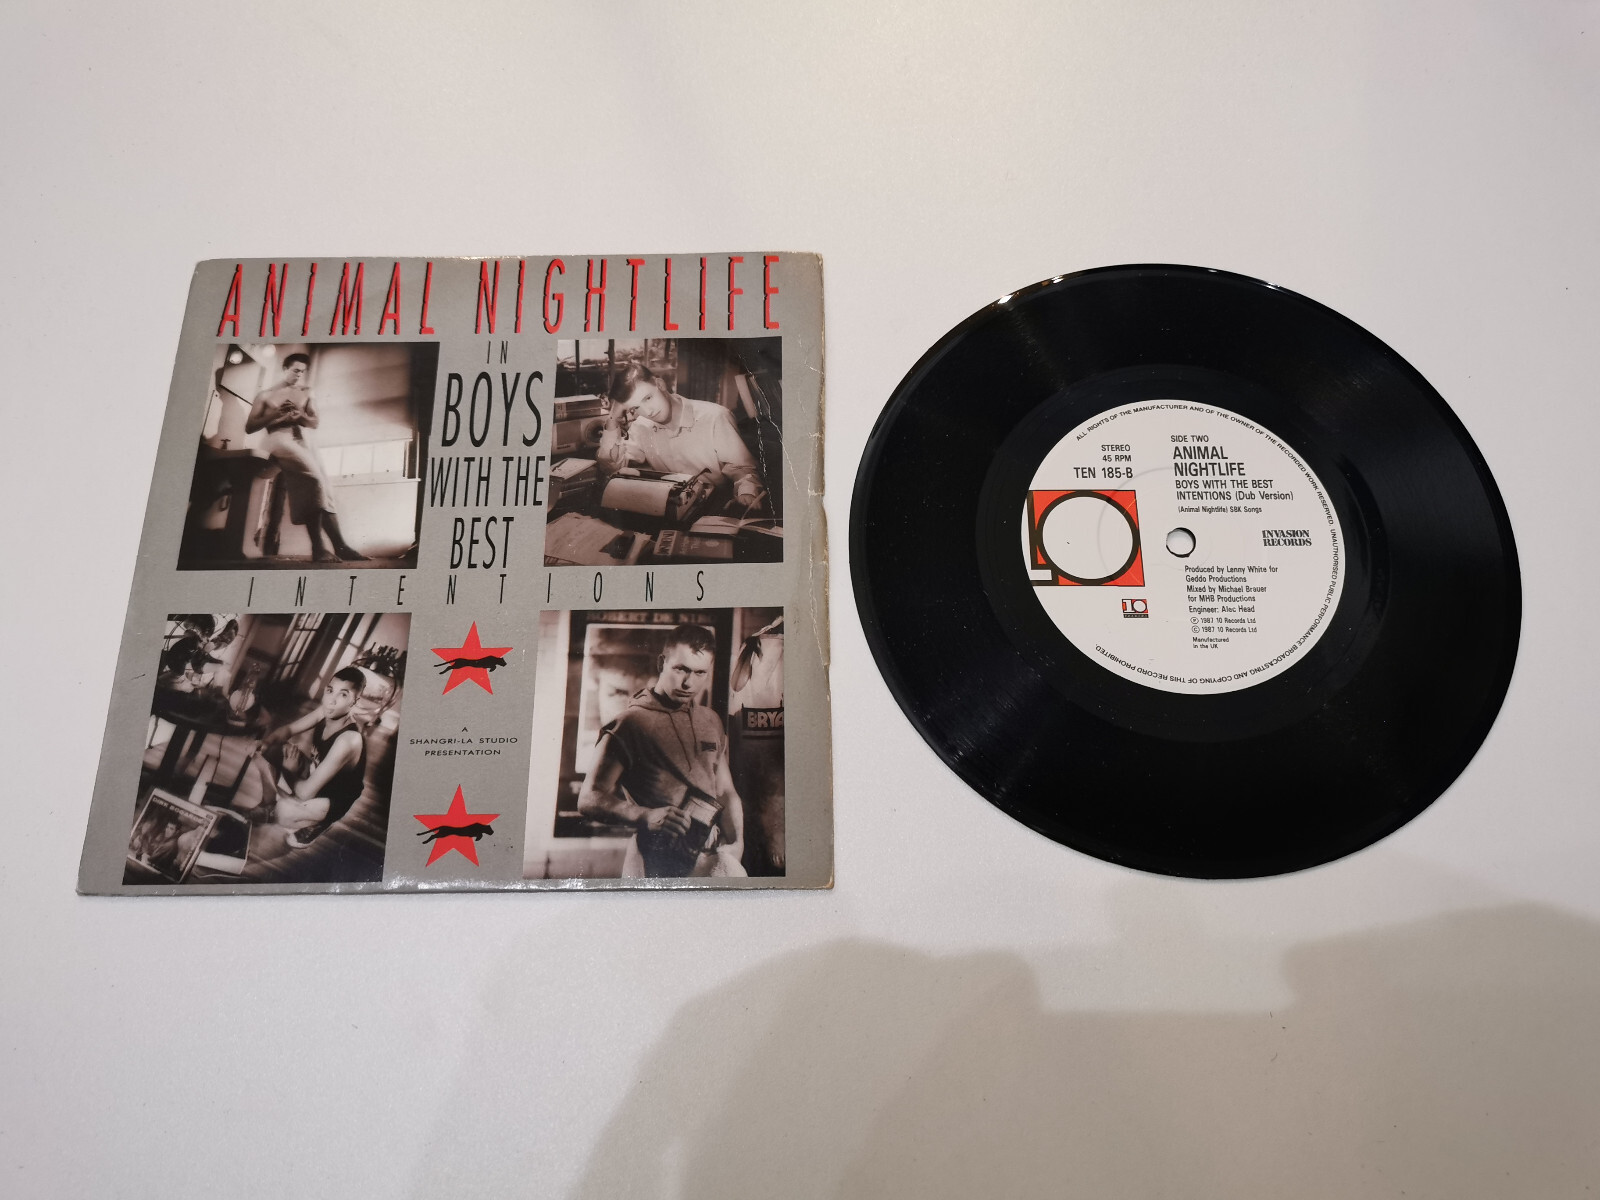 ANIMAL NIGHTLIFE
IN
BOYS
WITH THE
BEST
INTENTIONS
A
SHANGRI-LA STUDIO
PRESENTATION
BRYA
ALL RIGHTS OF THE MANUFACTURER AND OF THE OWNER OF THE RECORDED WORK RESERVED. UNAUTHORISED PUBLIC PERFORMANCE BROADCASTING AND COPYING OF THIS RECORD PROHIBITED.
STEREO
45 RPM
TEN 185-B
SIDE TWO
ANIMAL
NIGHTLIFE
BOYS WITH THE BEST
INTENTIONS (Dub Version)
(Animal Nightlife) SBK Songs
10
10
INVASION
RECORDS
Produced by Lenny White for
Geddo Productions
Mixed by Michael Brauer
for MHB Productions
Engineer: Alec Head
℗ 1987 10 Records Ltd
© 1987 10 Records Ltd
Manufactured
in the UK